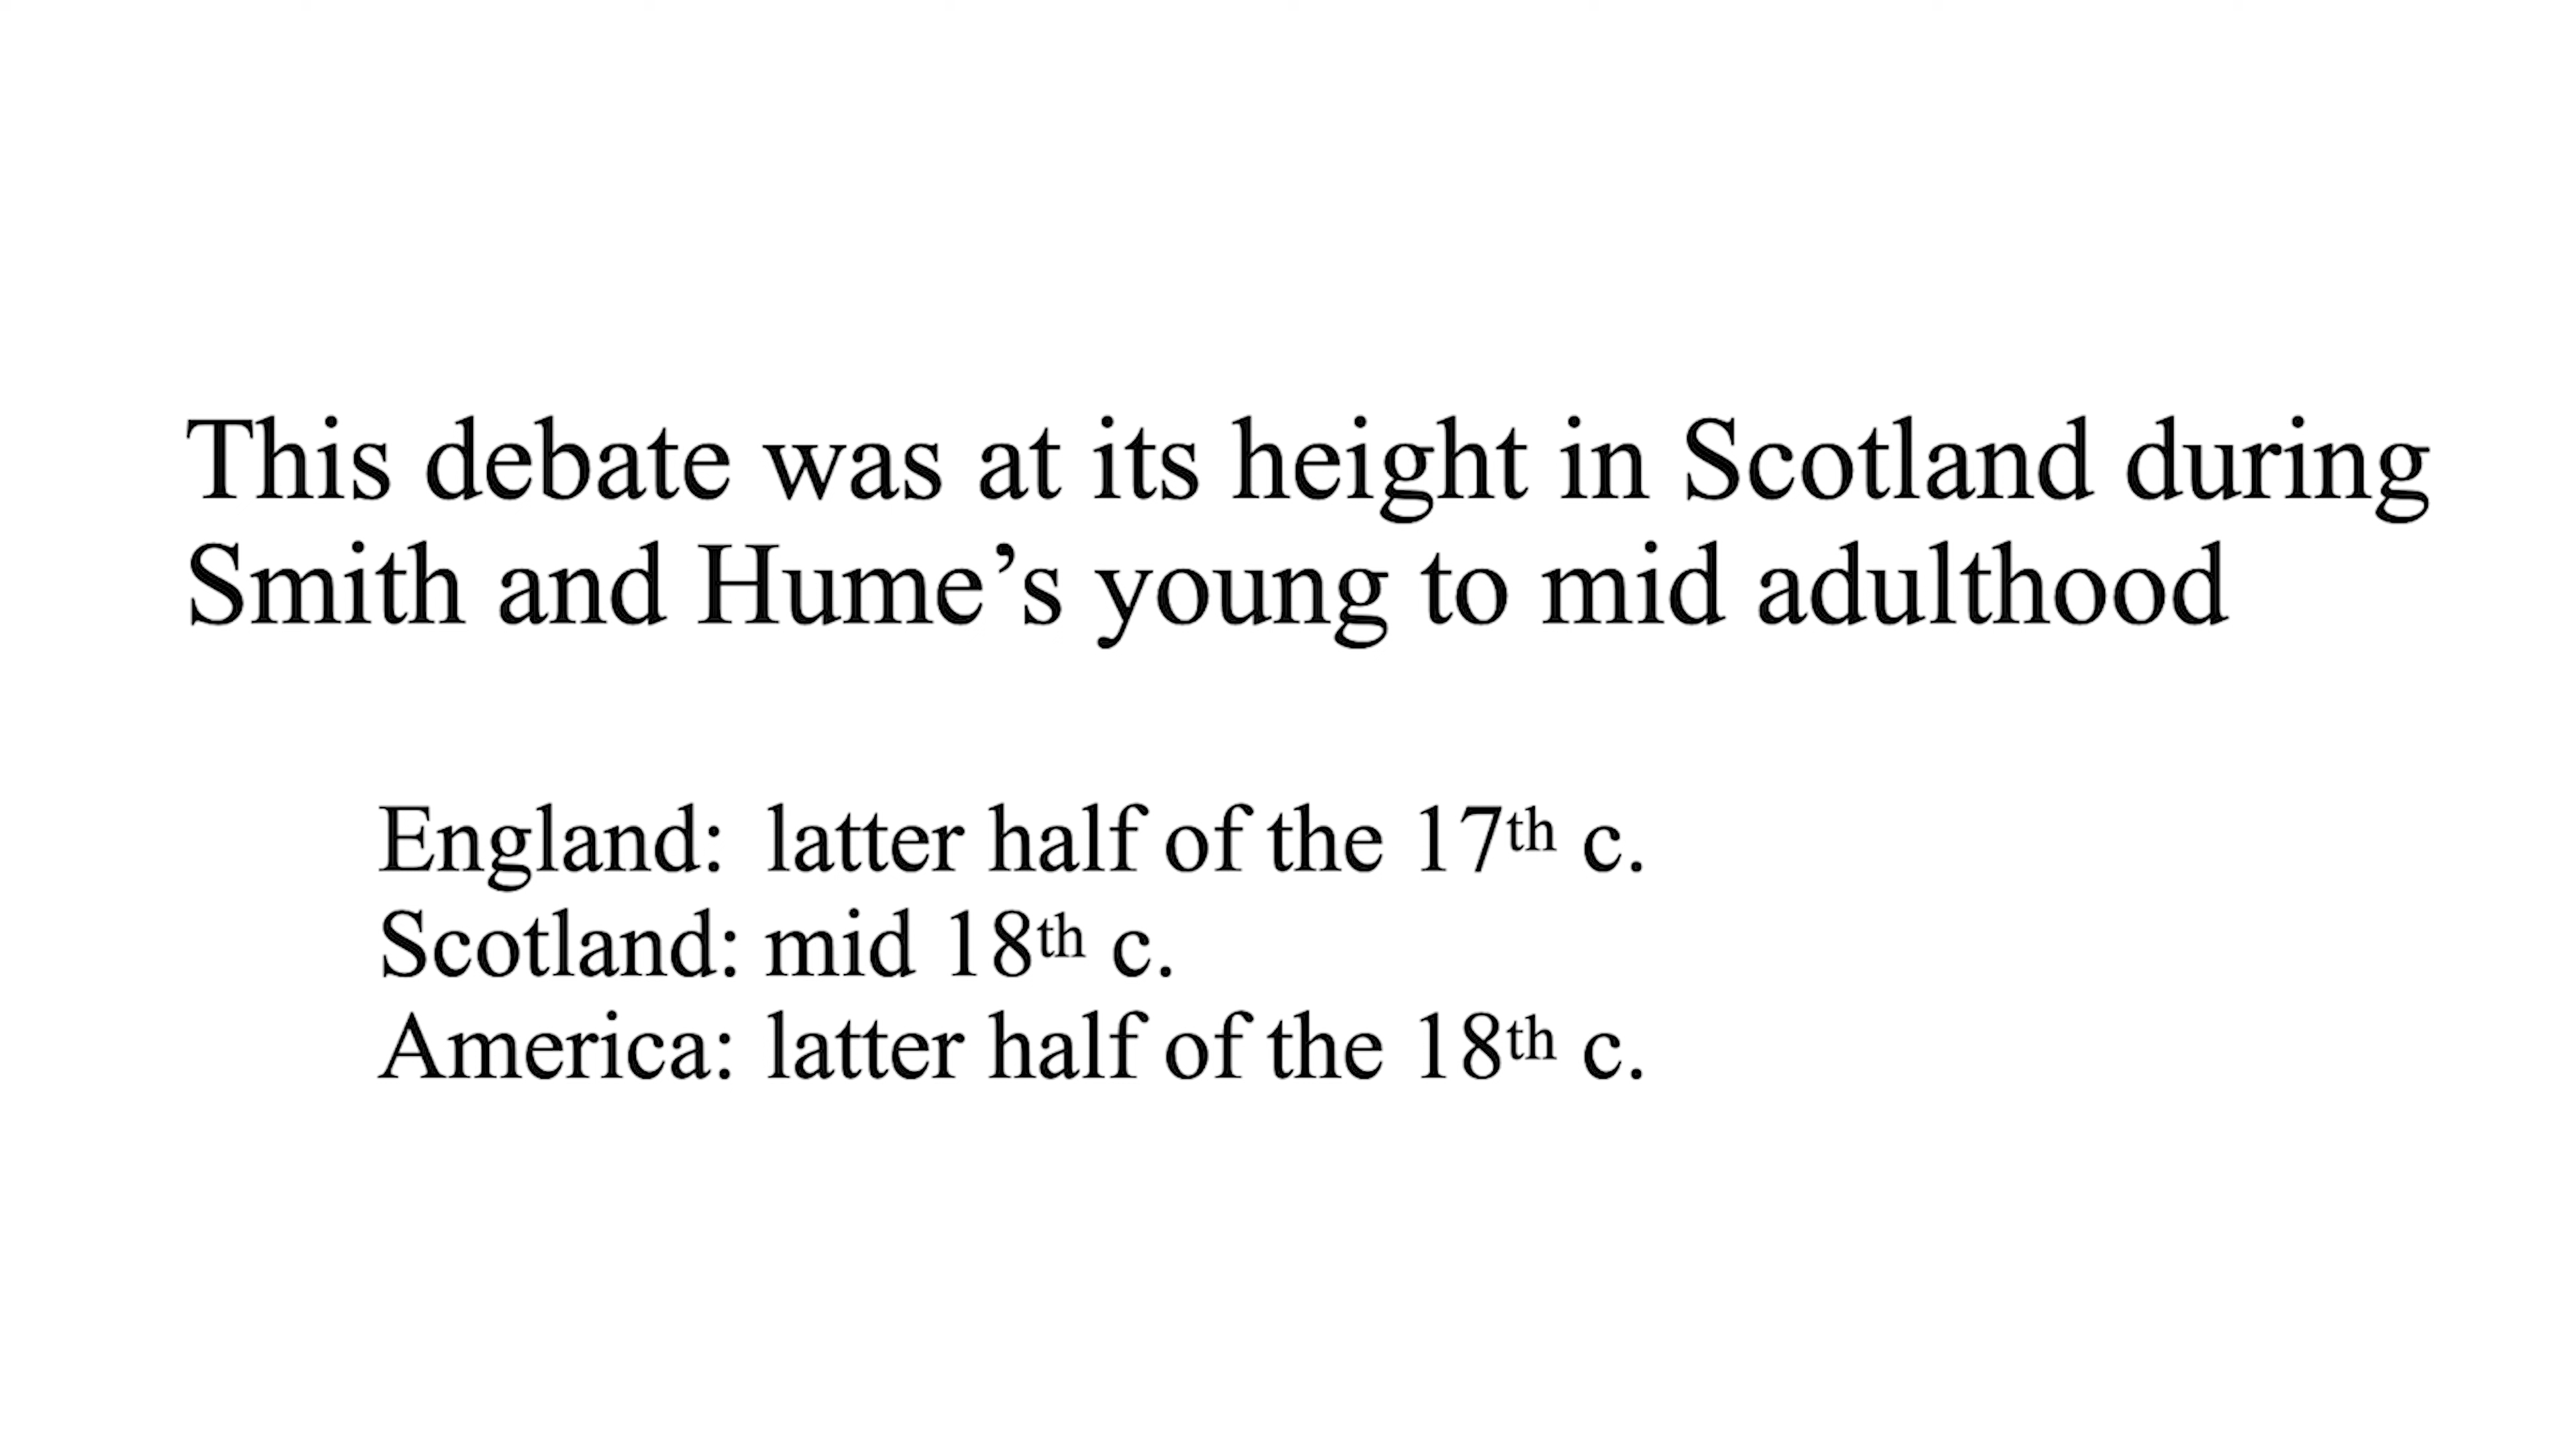 This debate was at its height in Scotland during
Smith and Hume’s young to mid adulthood
England: latter half of the 17th c.
Scotland: mid 18th c.
America: latter half of the 18th c.